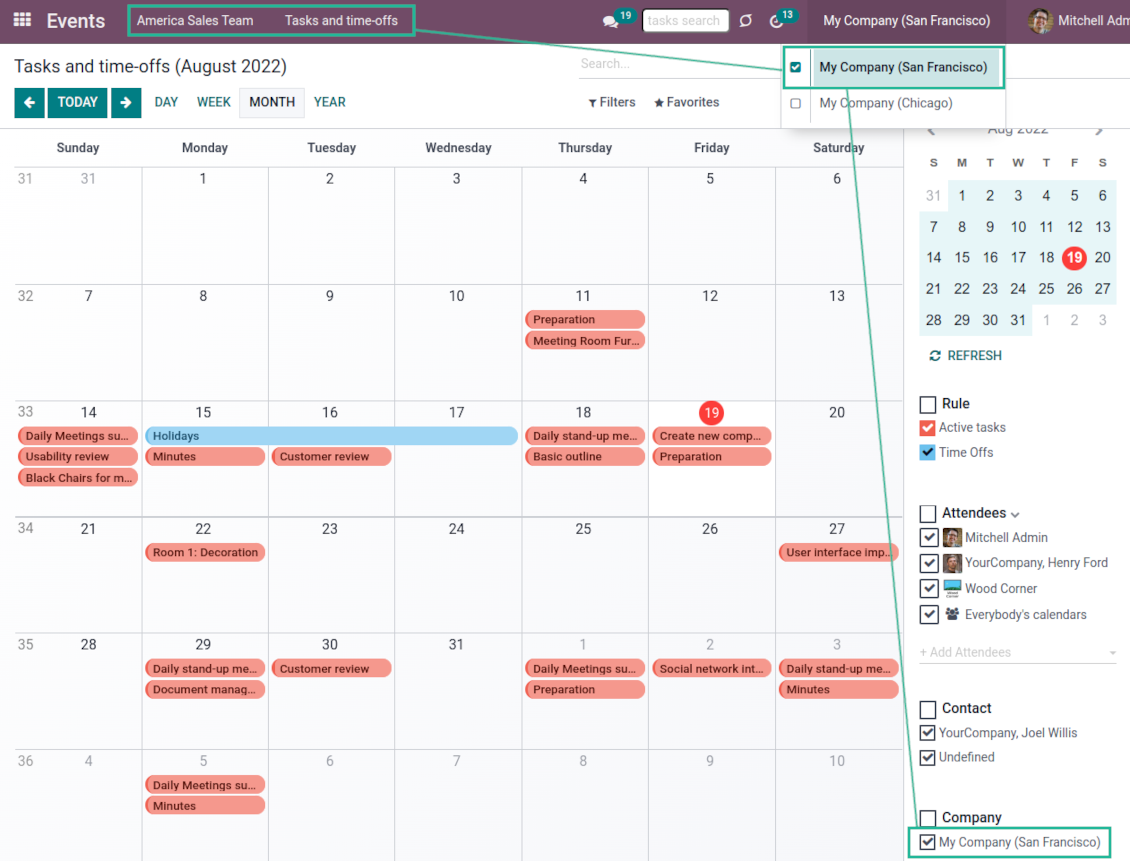 Events America Sales Team Tasks and time-offs 19 tasks search 13 My Company (San Francisco) Mitchell Adm
Tasks and time-offs (August 2022) Search... My Company (San Francisco)
TODAY DAY WEEK MONTH YEAR Filters Favorites My Company (Chicago)
Aug 2022
Sunday Monday Tuesday Wednesday Thursday Friday Saturday
31 31 1 2 3 4 5 6
32 7 8 9 10 11 12 13
Preparation
Meeting Room Fur...
33 14 15 16 17 18 19 20
Daily Meetings su... Holidays Daily stand-up me... Create new comp...
Usability review Minutes Customer review Basic outline Preparation
Black Chairs for m...
34 21 22 23 24 25 26 27
Room 1: Decoration User interface imp...
35 28 29 30 31 1 2 3
Daily stand-up me... Customer review Daily Meetings su... Social network int... Daily stand-up me...
Document manag... Preparation Minutes
36 4 5 6 7 8 9 10
Daily Meetings su...
Minutes
S M T W T F S
31 1 2 3 4 5 6
7 8 9 10 11 12 13
14 15 16 17 18 19 20
21 22 23 24 25 26 27
28 29 30 31 1 2 3
REFRESH
Rule
Active tasks
Time Offs
Attendees
Mitchell Admin
YourCompany, Henry Ford
Wood Corner
Everybody's calendars
+ Add Attendees
Contact
YourCompany, Joel Willis
Undefined
Company
My Company (San Francisco)